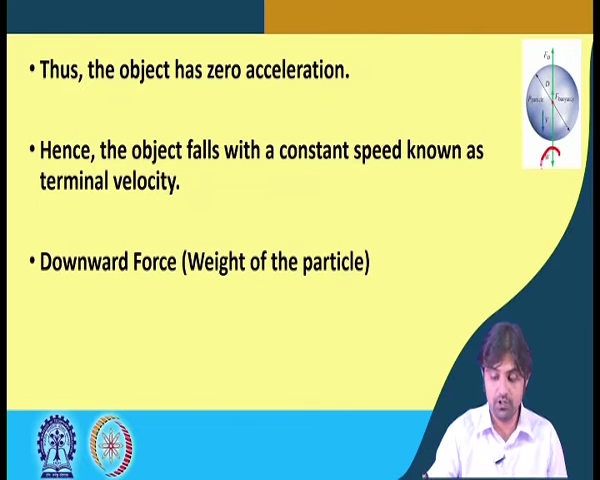 • Thus, the object has zero acceleration.
• Hence, the object falls with a constant speed known as
terminal velocity.
• Downward Force (Weight of the particle)
D